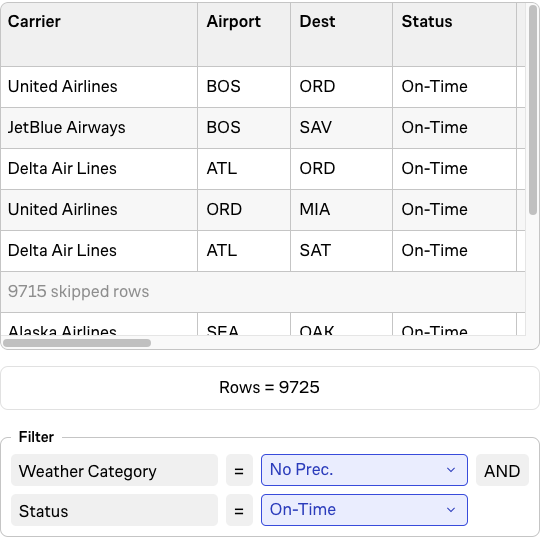 Carrier Airport Dest Status
United Airlines BOS ORD On-Time
JetBlue Airways BOS SAV On-Time
Delta Air Lines ATL ORD On-Time
United Airlines ORD MIA On-Time
Delta Air Lines ATL SAT On-Time
9715 skipped rows
Alaska Airlines SEA OAK On-Time
Rows = 9725
Filter
Weather Category = No Prec. AND
Status = On-Time